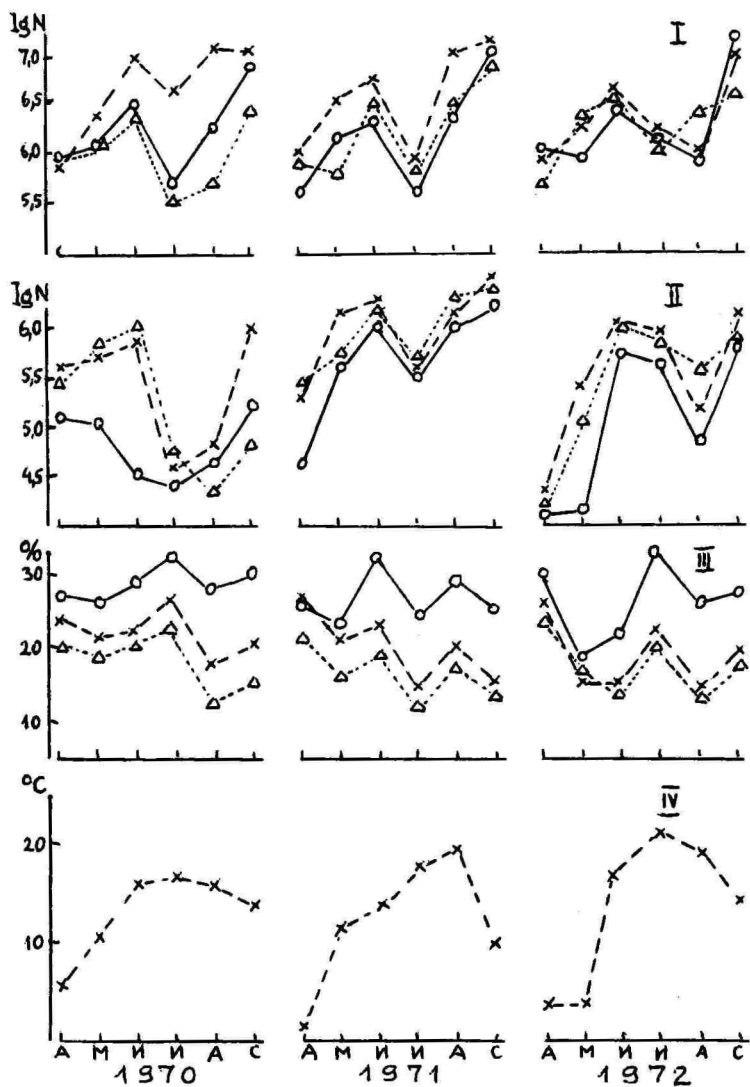 lgN
I
7,0
6,5
6,0
5,5
lgN
II
6,0
5,5
5,0
4,5
%
III
30
20
10
°C
IV
20
10
А М И И А С А М И И А С А М И И А С
1970 1971 1972